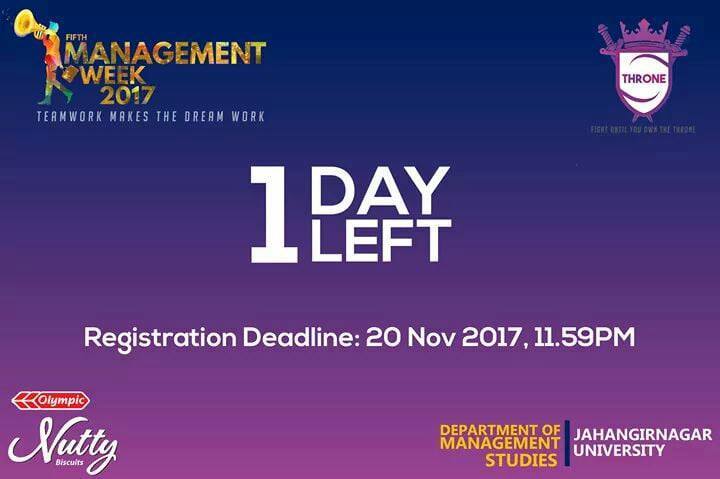 FIFTH
MANAGEMENT
WEEK
2017
TEAMWORK MAKES THE DREAM WORK
THRONE
FIGHT UNTIL YOU OWN THE THRONE
1 DAY
LEFT
Registration Deadline: 20 Nov 2017, 11.59PM
Olympic
Nutty
Biscuits
DEPARTMENT OF
MANAGEMENT
STUDIES
JAHANGIRNAGAR
UNIVERSITY